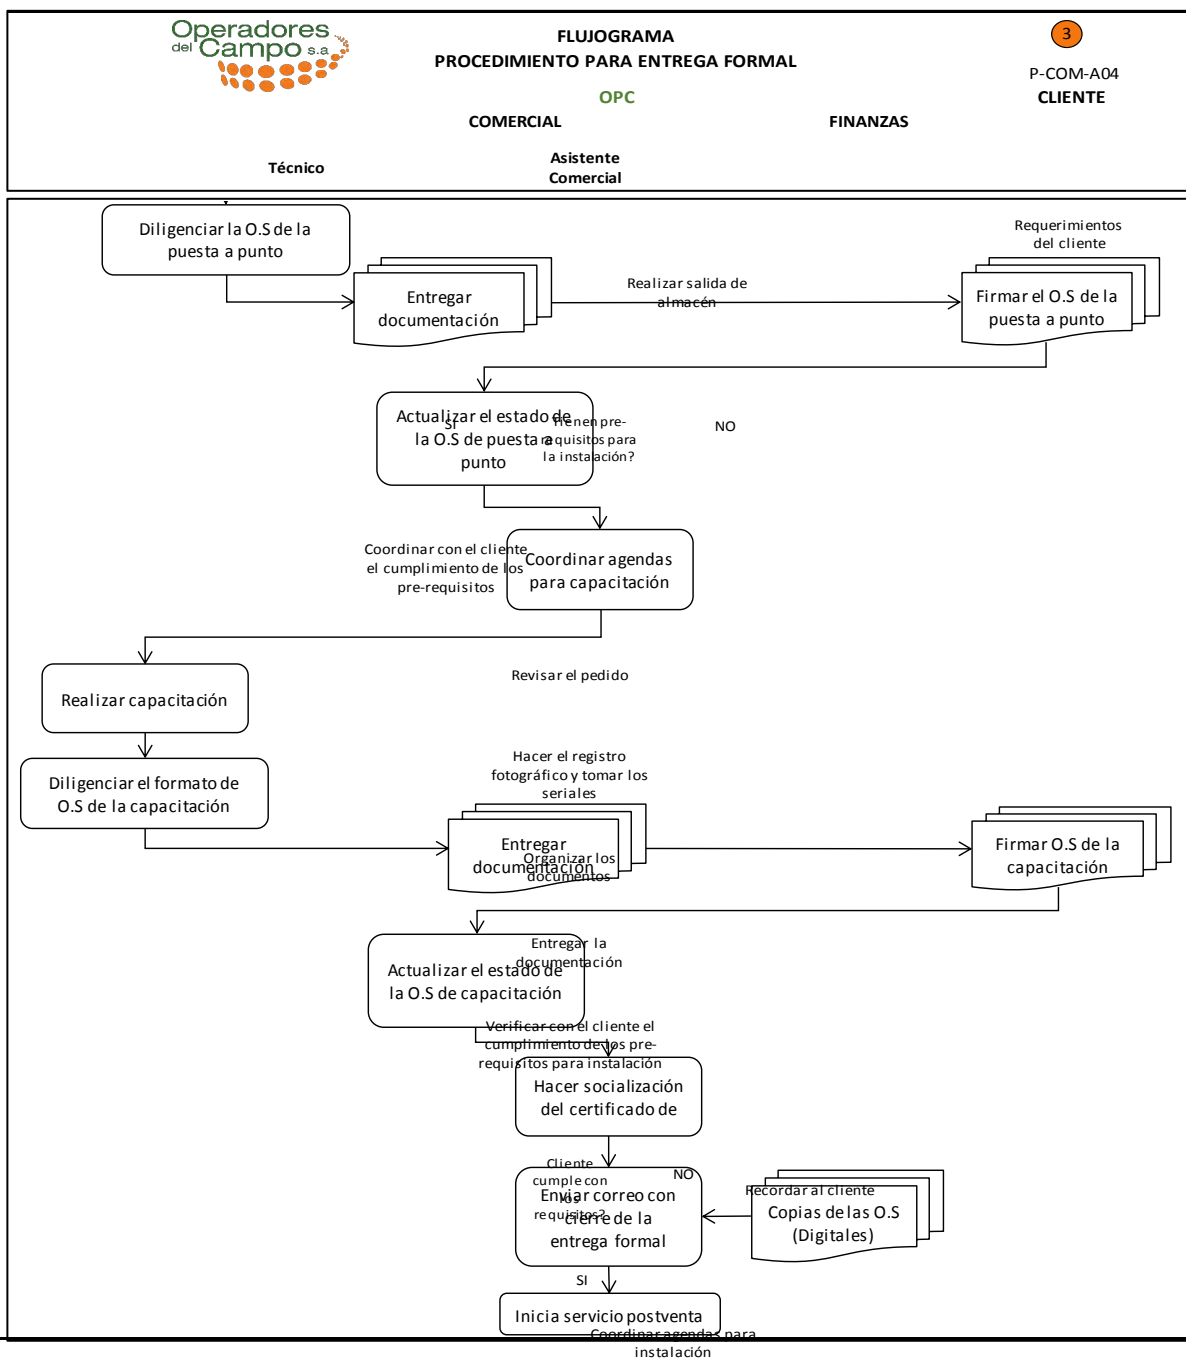 Operadores
del Campo s.a
FLUJOGRAMA
PROCEDIMIENTO PARA ENTREGA FORMAL
3
P-COM-A04
OPC
CLIENTE
COMERCIAL
FINANZAS
Técnico
Asistente
Comercial
Diligenciar la O.S de la
puesta a punto
Requerimientos
del cliente
Entregar
documentación
Realizar salida de
almacén
Firmar el O.S de la
puesta a punto
Actualizar el estado de
la O.S de puesta a
punto
SI
Tienen pre-
requisitos para
la instalación?
NO
Coordinar con el cliente
el cumplimiento de los
pre-requisitos
Coordinar agendas
para capacitación
Realizar capacitación
Revisar el pedido
Diligenciar el formato de
O.S de la capacitación
Hacer el registro
fotográfico y tomar los
seriales
Entregar
documentación
Organizar los
documentos
Firmar O.S de la
capacitación
Entregar la
documentación
Actualizar el estado de
la O.S de capacitación
Verificar con el cliente el
cumplimiento de los pre-
requisitos para instalación
Hacer socialización
del certificado de
Cliente
cumple con
los
requisitos?
NO
Enviar correo con
cierre de la
entrega formal
Recordar al cliente
Copias de las O.S
(Digitales)
SI
Inicia servicio postventa
Coordinar agendas para
instalación